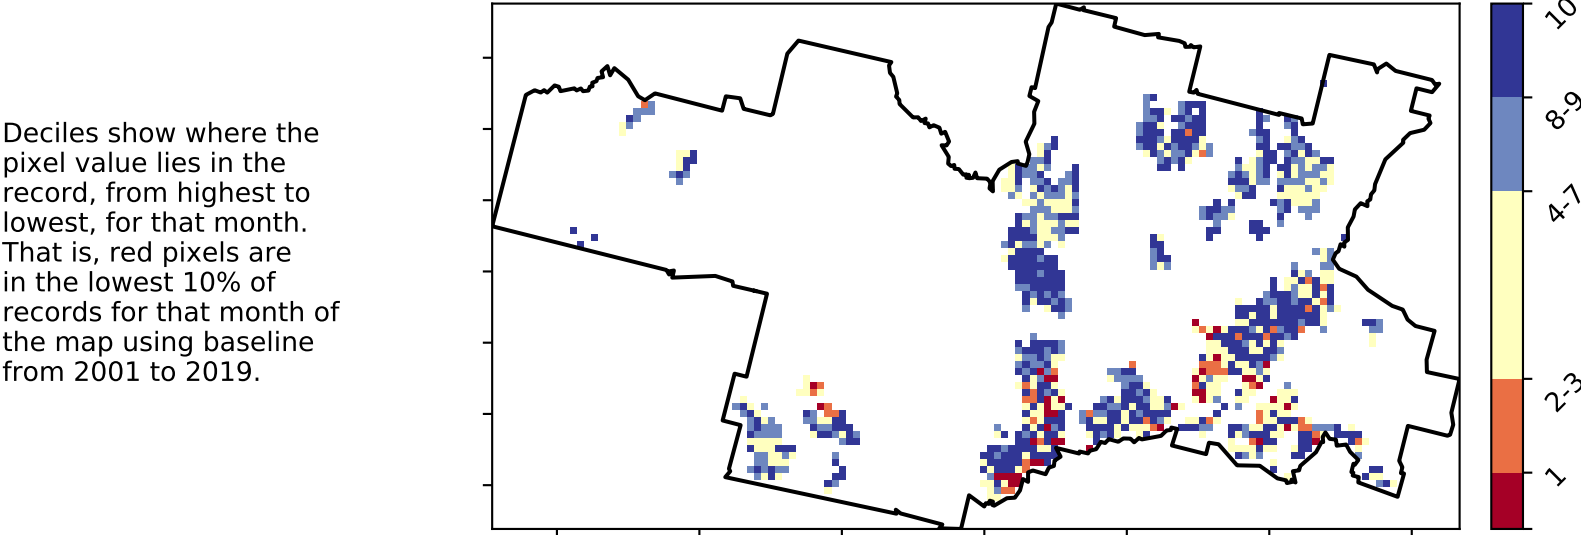 Deciles show where the
pixel value lies in the
record, from highest to
lowest, for that month.
That is, red pixels are
in the lowest 10% of
records for that month of
the map using baseline
from 2001 to 2019.
10
8-9
4-7
2-3
1